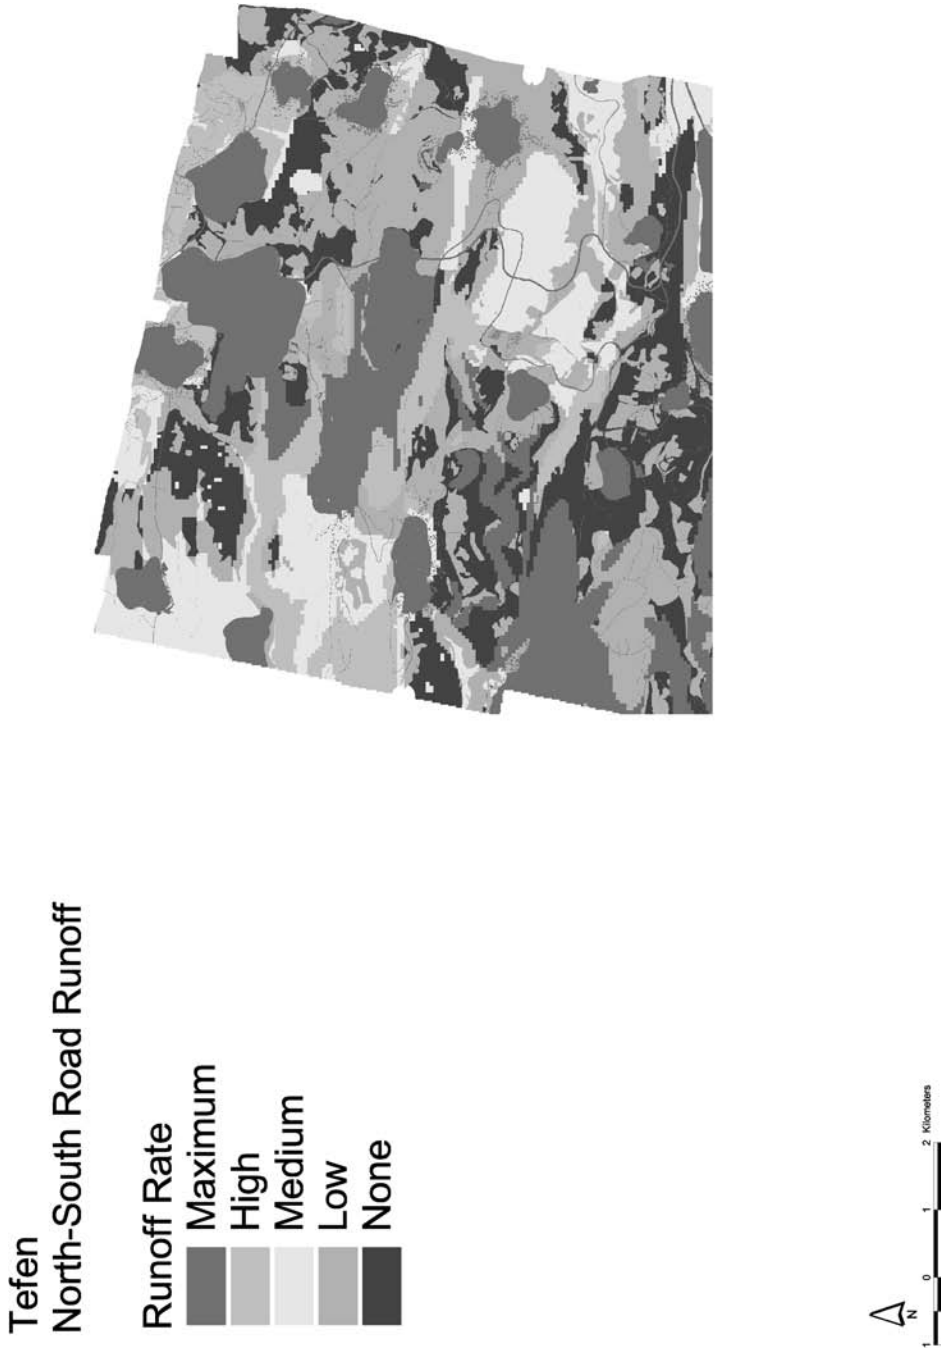 Tefen
North-South Road Runoff
Runoff Rate
Maximum
High
Medium
Low
None
N
1 0 1 2 Kilometers